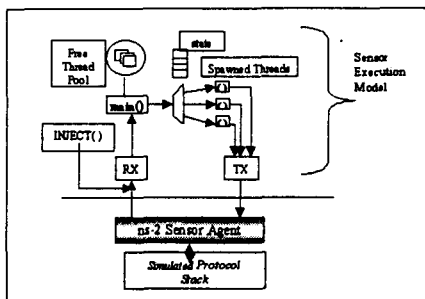 Free
Thread
Pool
state
Spawned Threads
Sensor
Execution
Model
main()
( )
( )
( )
INJECT( )
RX
TX
ns-2 Sensor Agent
Simulated Protocol
Stack